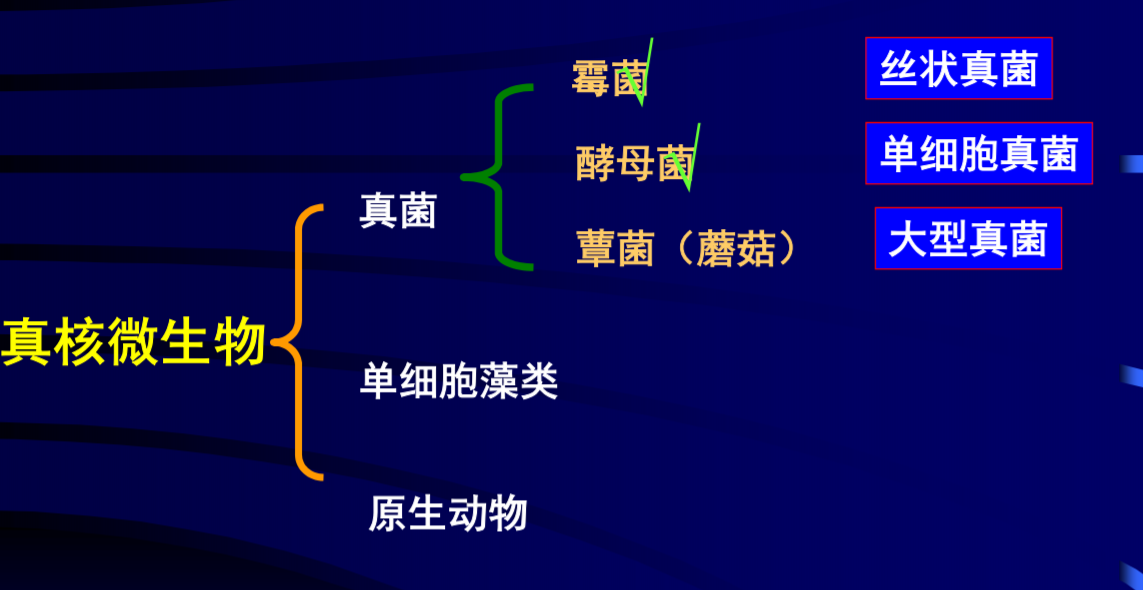 霉菌 丝状真菌
酵母菌 单细胞真菌
真菌
蕈菌（蘑菇） 大型真菌
真核微生物
单细胞藻类
原生动物